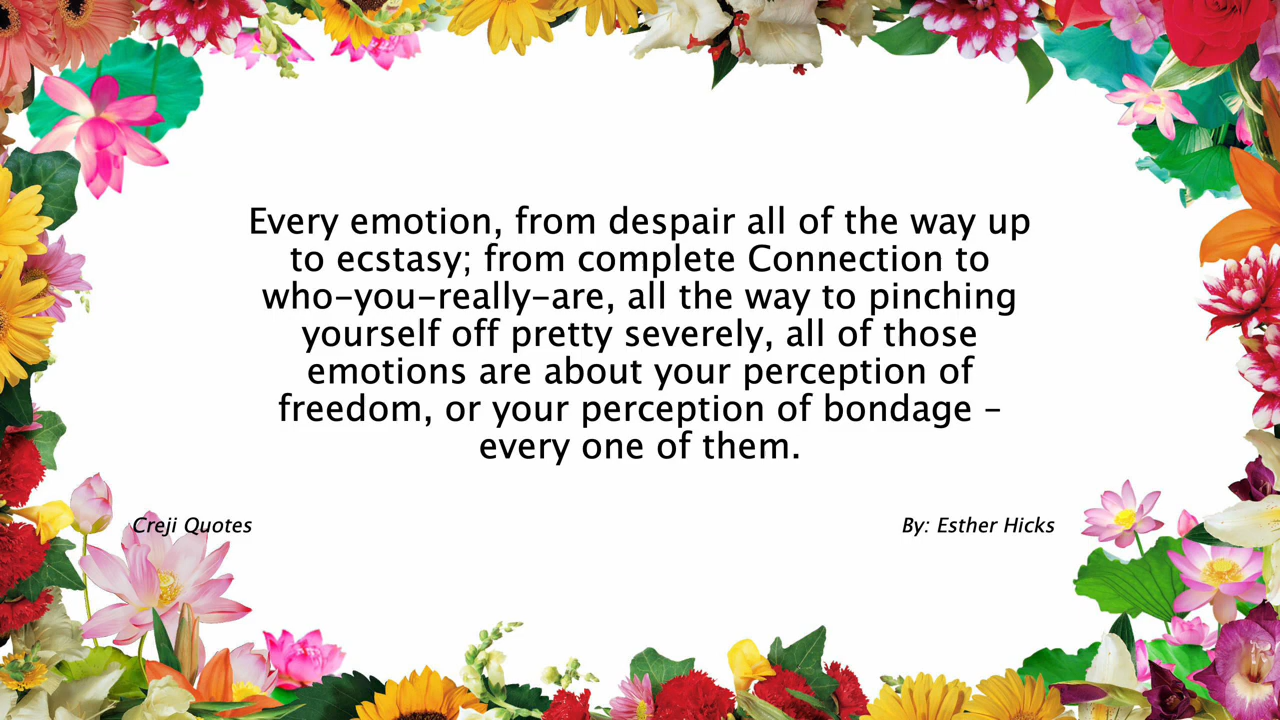 Every emotion, from despair all of the way up
to ecstasy; from complete Connection to
who-you-really-are, all the way to pinching
yourself off pretty severely, all of those
emotions are about your perception of
freedom, or your perception of bondage –
every one of them.
Creji Quotes
By: Esther Hicks